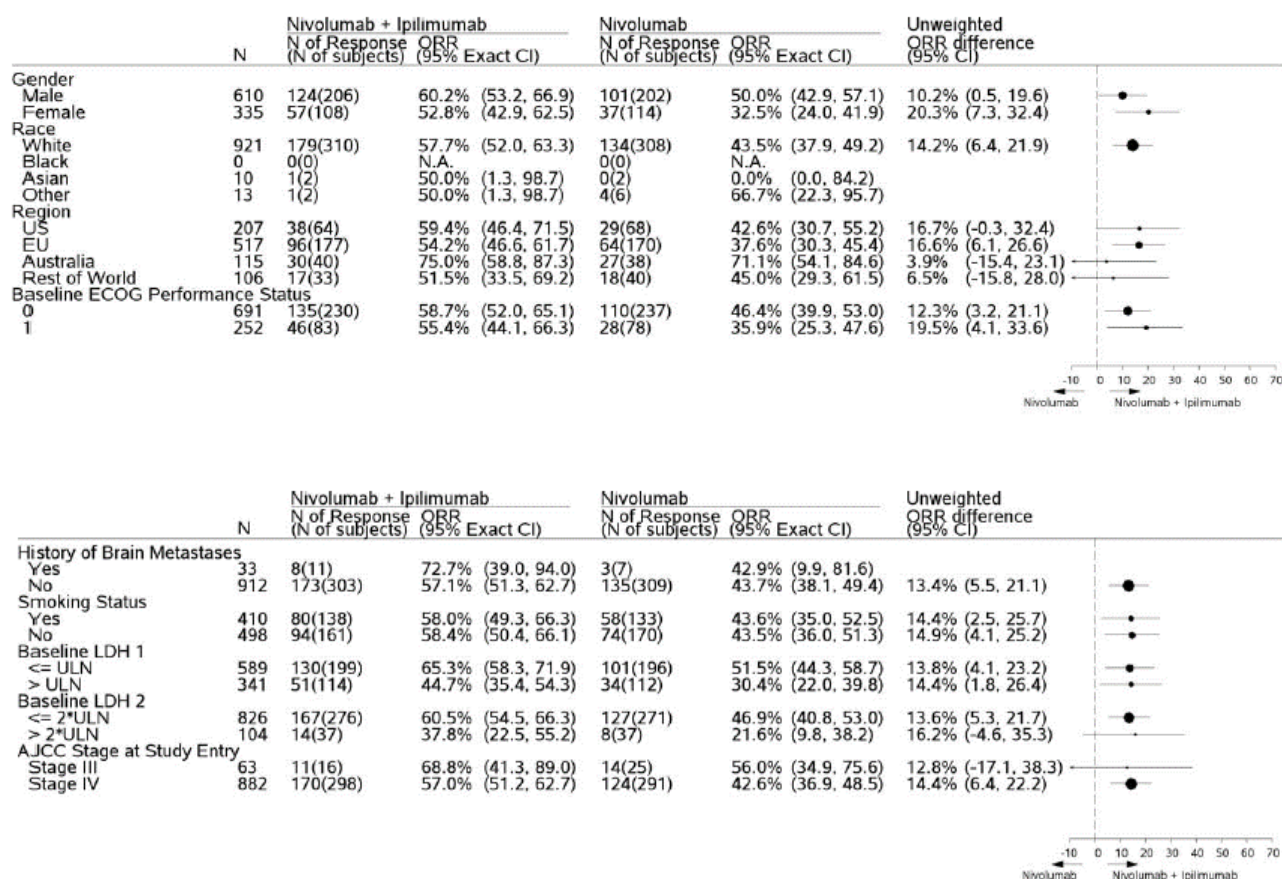 Nivolumab + Ipilimumab Nivolumab Unweighted
N of Response ORR N of Response ORR ORR difference
N (N of subjects) (95% Exact CI) (N of subjects) (95% Exact CI) (95% CI)
Gender
Male 610 124(206) 60.2% (53.2, 66.9) 101(202) 50.0% (42.9, 57.1) 10.2% (0.5, 19.6)
Female 335 57(108) 52.8% (42.9, 62.5) 37(114) 32.5% (24.0, 41.9) 20.3% (7.3, 32.4)
Race
White 921 179(310) 57.7% (52.0, 63.3) 134(308) 43.5% (37.9, 49.2) 14.2% (6.4, 21.9)
Black 0 0(0) N.A. 0(0) N.A.
Asian 10 1(2) 50.0% (1.3, 98.7) 0(2) 0.0% (0.0, 84.2)
Other 13 1(2) 50.0% (1.3, 98.7) 4(6) 66.7% (22.3, 95.7)
Region
US 207 38(64) 59.4% (46.4, 71.5) 29(68) 42.6% (30.7, 55.2) 16.7% (-0.3, 32.4)
EU 517 96(177) 54.2% (46.6, 61.7) 64(170) 37.6% (30.3, 45.4) 16.6% (6.1, 26.6)
Australia 115 30(40) 75.0% (58.8, 87.3) 27(38) 71.1% (54.1, 84.6) 3.9% (-15.4, 23.1)
Rest of World 106 17(33) 51.5% (33.5, 69.2) 18(40) 45.0% (29.3, 61.5) 6.5% (-15.8, 28.0)
Baseline ECOG Performance Status
0 691 135(230) 58.7% (52.0, 65.1) 110(237) 46.4% (39.9, 53.0) 12.3% (3.2, 21.1)
1 252 46(83) 55.4% (44.1, 66.3) 28(78) 35.9% (25.3, 47.6) 19.5% (4.1, 33.6)
-10 0 10 20 30 40 50 60 70
Nivolumab Nivolumab + Ipilimumab
Nivolumab + Ipilimumab Nivolumab Unweighted
N of Response ORR N of Response ORR ORR difference
N (N of subjects) (95% Exact CI) (N of subjects) (95% Exact CI) (95% CI)
History of Brain Metastases
Yes 33 8(11) 72.7% (39.0, 94.0) 3(7) 42.9% (9.9, 81.6)
No 912 173(303) 57.1% (51.3, 62.7) 135(309) 43.7% (38.1, 49.4) 13.4% (5.5, 21.1)
Smoking Status
Yes 410 80(138) 58.0% (49.3, 66.3) 58(133) 43.6% (35.0, 52.5) 14.4% (2.5, 25.7)
No 498 94(161) 58.4% (50.4, 66.1) 74(170) 43.5% (36.0, 51.3) 14.9% (4.1, 25.2)
Baseline LDH 1
<= ULN 589 130(199) 65.3% (58.3, 71.9) 101(196) 51.5% (44.3, 58.7) 13.8% (4.1, 23.2)
> ULN 341 51(114) 44.7% (35.4, 54.3) 34(112) 30.4% (22.0, 39.8) 14.4% (1.8, 26.4)
Baseline LDH 2
<= 2*ULN 826 167(276) 60.5% (54.5, 66.3) 127(271) 46.9% (40.8, 53.0) 13.6% (5.3, 21.7)
> 2*ULN 104 14(37) 37.8% (22.5, 55.2) 8(37) 21.6% (9.8, 38.2) 16.2% (-4.6, 35.3)
AJCC Stage at Study Entry
Stage III 63 11(16) 68.8% (41.3, 89.0) 14(25) 56.0% (34.9, 75.6) 12.8% (-17.1, 38.3)
Stage IV 882 170(298) 57.0% (51.2, 62.7) 124(291) 42.6% (36.9, 48.5) 14.4% (6.4, 22.2)
-10 0 10 20 30 40 50 60 70
Nivolumab Nivolumab + Ipilimumab